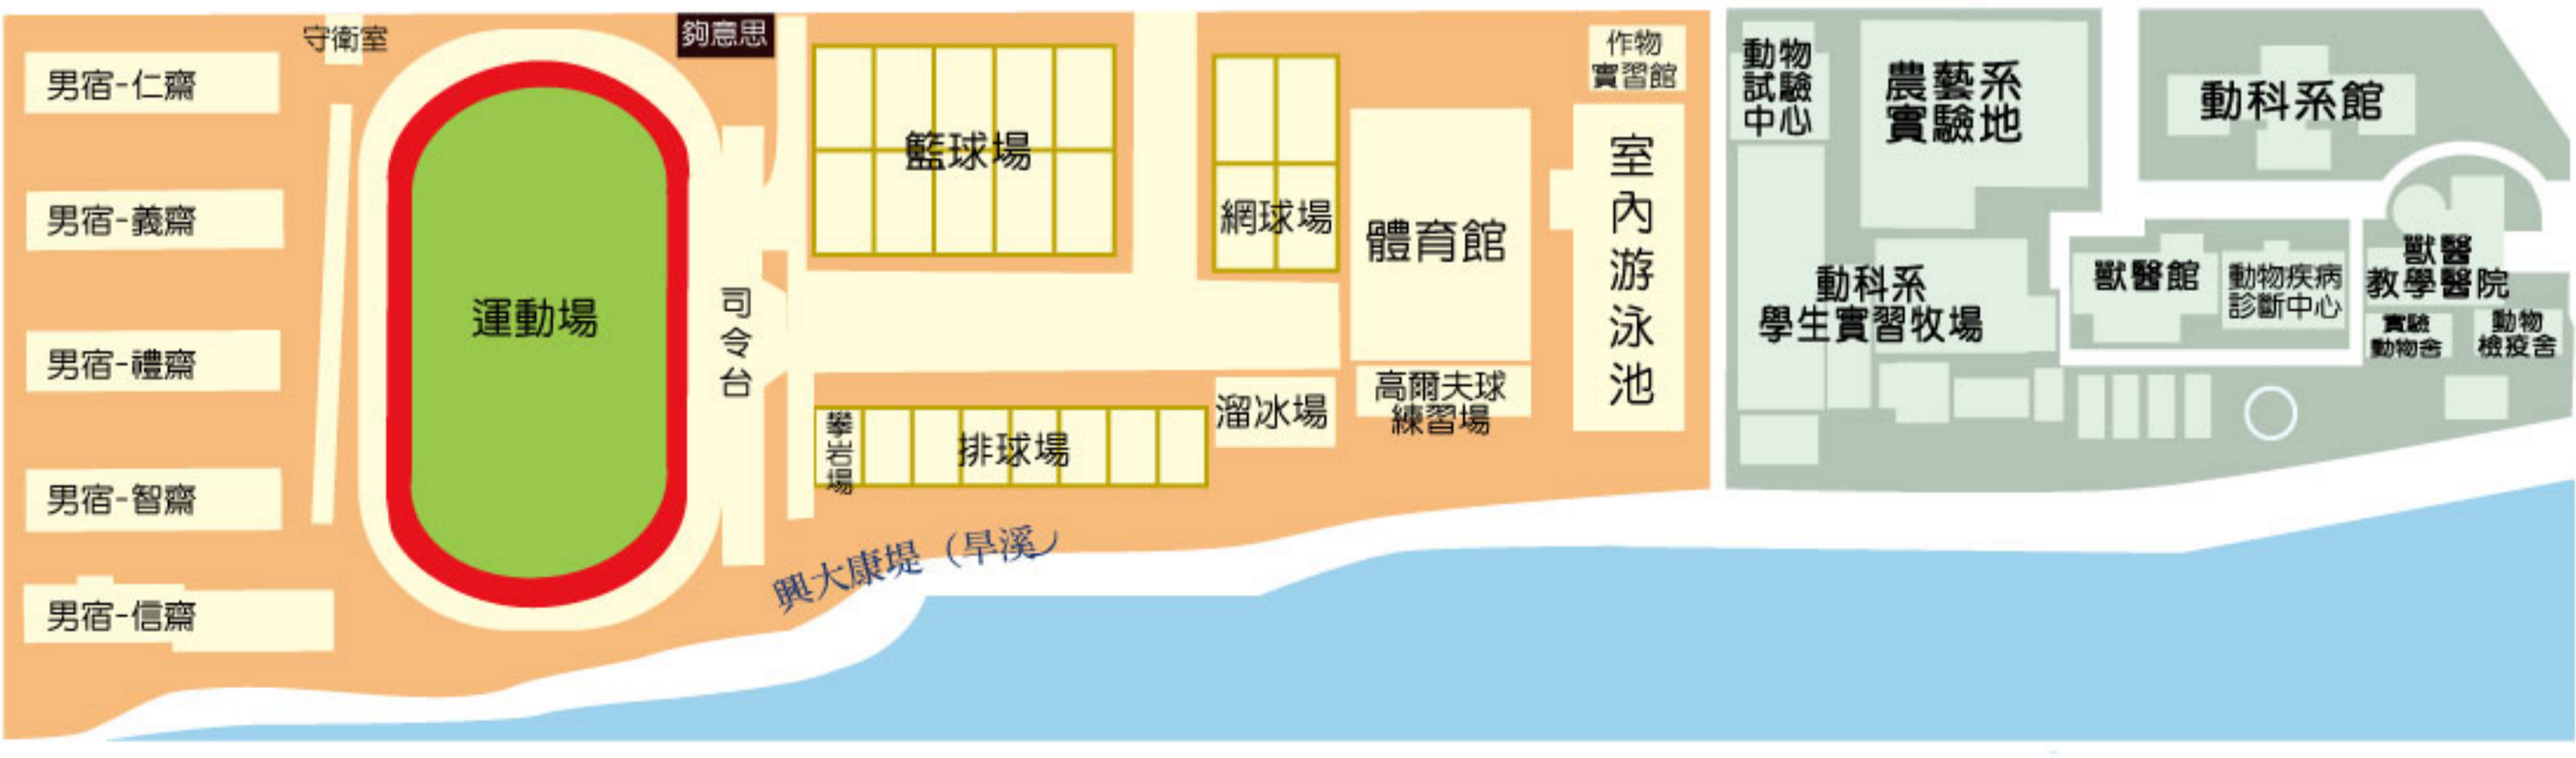 守衛室
夠意思
男宿-仁齋
男宿-義齋
男宿-禮齋
男宿-智齋
男宿-信齋
運動場
司令台
籃球場
網球場
體育館
作物
實習館
室內游泳池
攀岩場
排球場
溜冰場
高爾夫球
練習場
興大康堤（旱溪）
動物
試驗
中心
農藝系
實驗地
動科系館
動科系
學生實習牧場
獸醫館
動物疾病
診斷中心
獸醫
教學醫院
實驗
動物舍
動物
檢疫舍